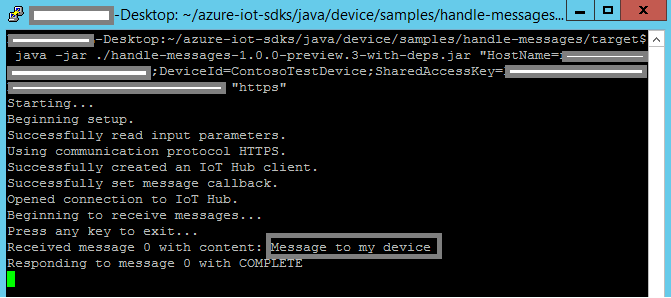 -Desktop: ~/azure-iot-sdks/java/device/samples/handle-messages...
-Desktop:~/azure-iot-sdks/java/device/samples/handle-messages/target$
java -jar ./handle-messages-1.0.0-preview.3-with-deps.jar "HostName=
;DeviceId=ContosoTestDevice;SharedAccessKey=
"https"
Starting...
Beginning setup.
Successfully read input parameters.
Using communication protocol HTTPS.
Successfully created an IoT Hub client.
Successfully set message callback.
Opened connection to IoT Hub.
Beginning to receive messages...
Press any key to exit...
Received message 0 with content: Message to my device
Responding to message 0 with COMPLETE